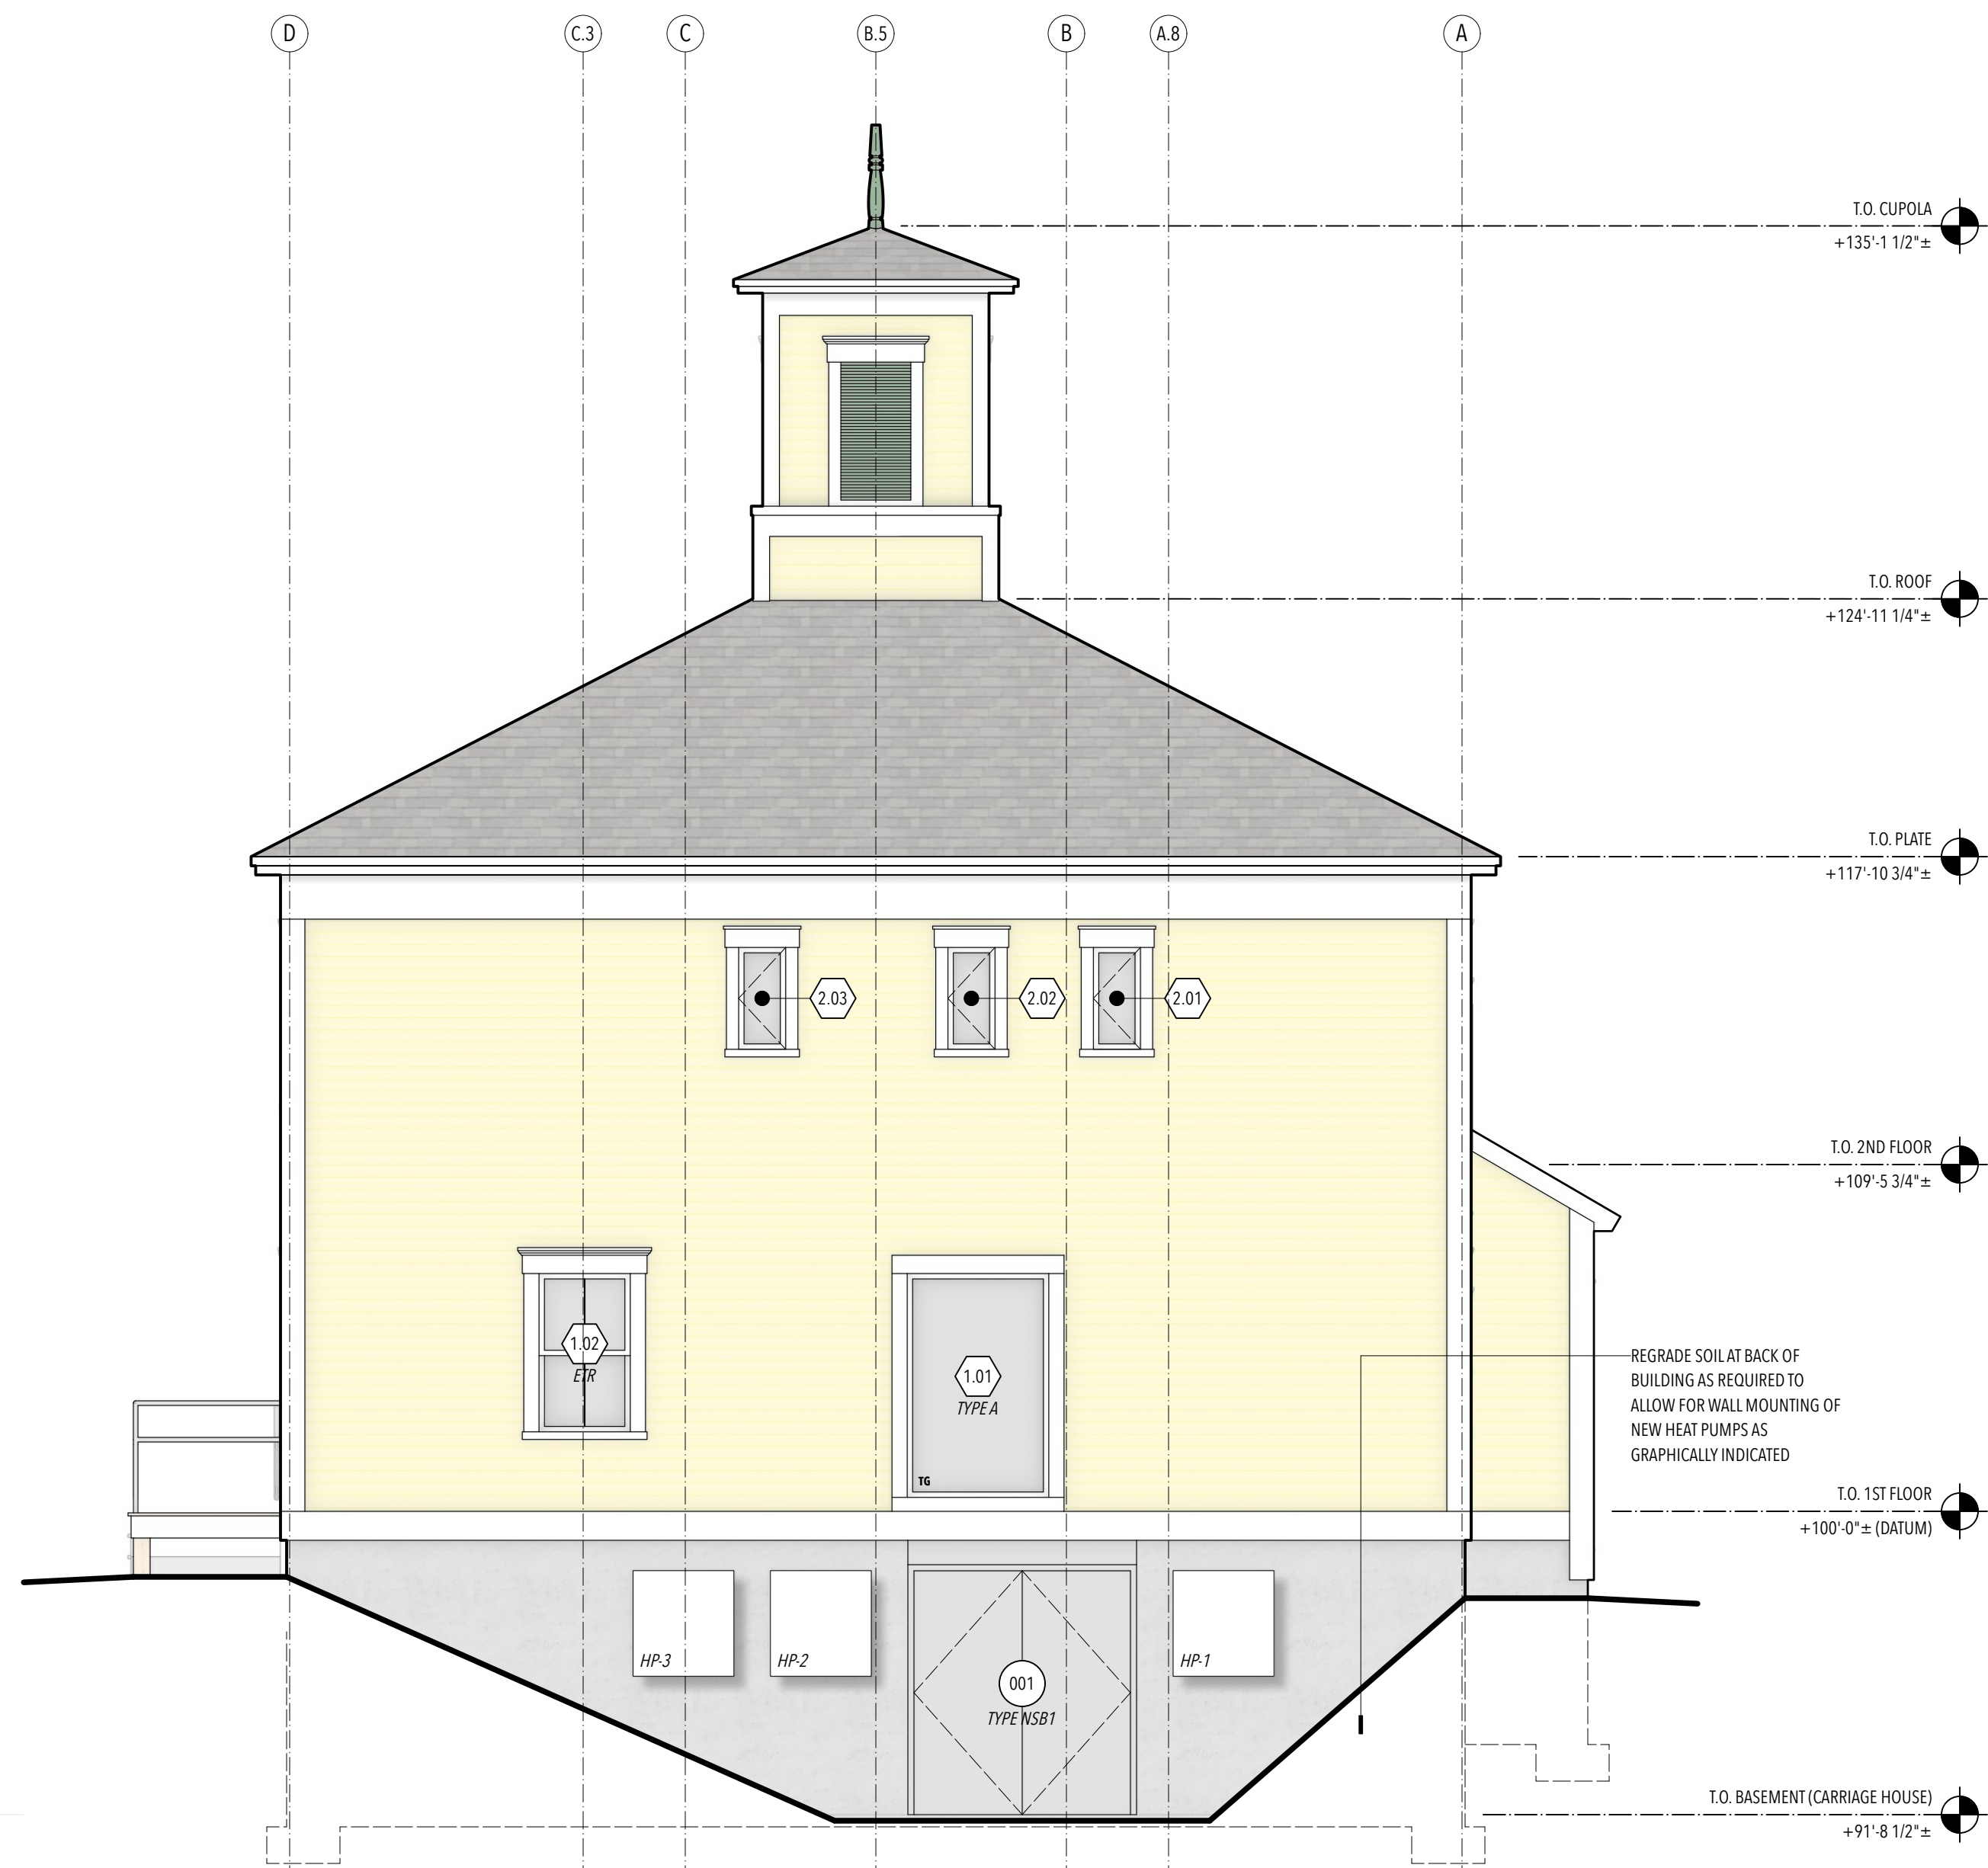 D
C.3
C
B.5
B
A.8
A
T.O. CUPOLA
+135'-1 1/2"±
T.O. ROOF
+124'-11 1/4"±
T.O. PLATE
+117'-10 3/4"±
2.03
2.02
2.01
T.O. 2ND FLOOR
+109'-5 3/4"±
1.02
ETR
1.01
TYPE A
TG
REGRADE SOIL AT BACK OF
BUILDING AS REQUIRED TO
ALLOW FOR WALL MOUNTING OF
NEW HEAT PUMPS AS
GRAPHICALLY INDICATED
T.O. 1ST FLOOR
+100'-0"± (DATUM)
HP-3
HP-2
HP-1
001
TYPE NSB1
T.O. BASEMENT (CARRIAGE HOUSE)
+91'-8 1/2"±